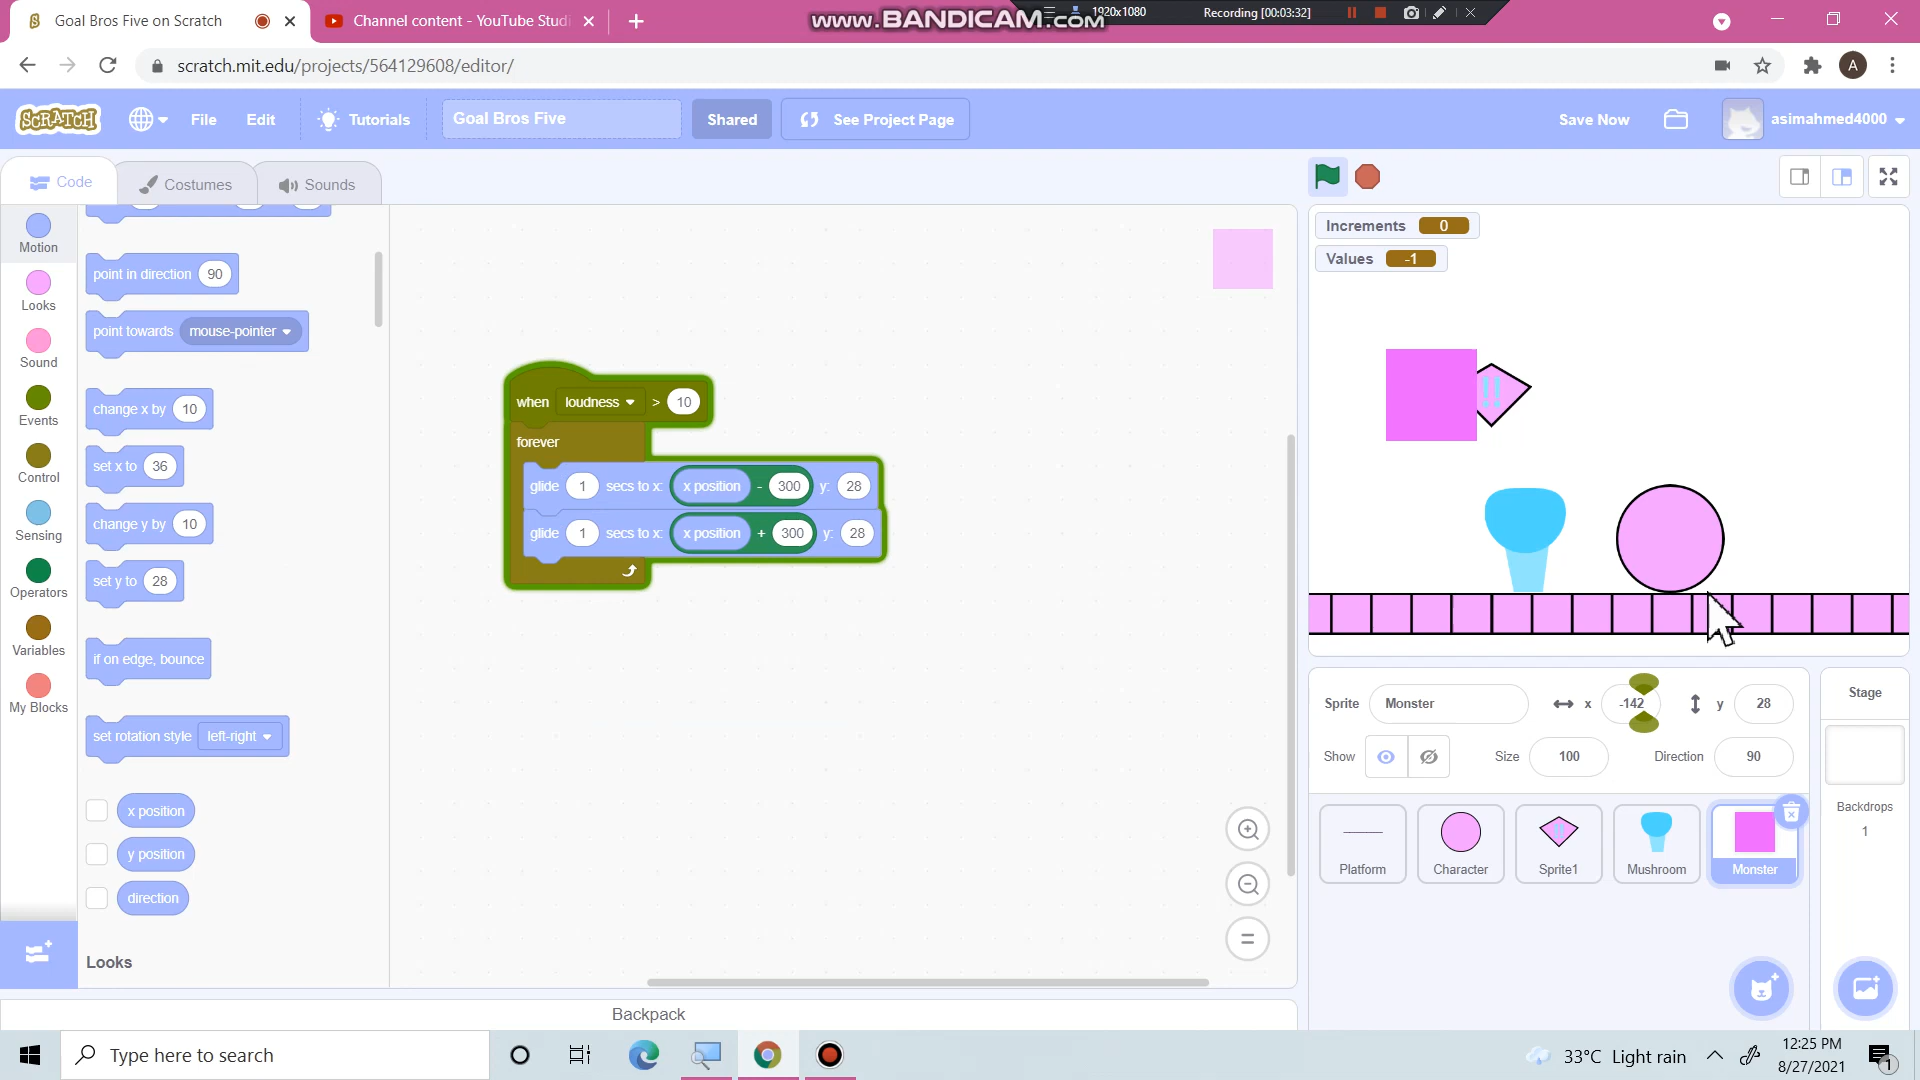 Goal Bros Five on Scratch
Channel content - YouTube Studi
www.BANDICAM.com
1920x1080
Recording [00:03:32]
scratch.mit.edu/projects/564129608/editor/
A
SCRATCH
File
Edit
Tutorials
Goal Bros Five
Shared
See Project Page
Save Now
asimahmed4000
Code
Costumes
Sounds
Motion
Looks
Sound
Events
Control
Sensing
Operators
Variables
My Blocks
point in direction 90
point towards mouse-pointer
change x by 10
set x to 36
change y by 10
set y to 28
if on edge, bounce
set rotation style left-right
x position
y position
direction
Looks
when loudness > 10
forever
glide 1 secs to x: x position - 300 y: 28
glide 1 secs to x: x position + 300 y: 28
Increments 0
Values -1
!!
Sprite Monster x -142 y 28
Show Size 100 Direction 90
Platform
Character
Sprite1
Mushroom
Monster
Stage
Backdrops
1
Backpack
Type here to search
33°C Light rain
12:25 PM
8/27/2021
1